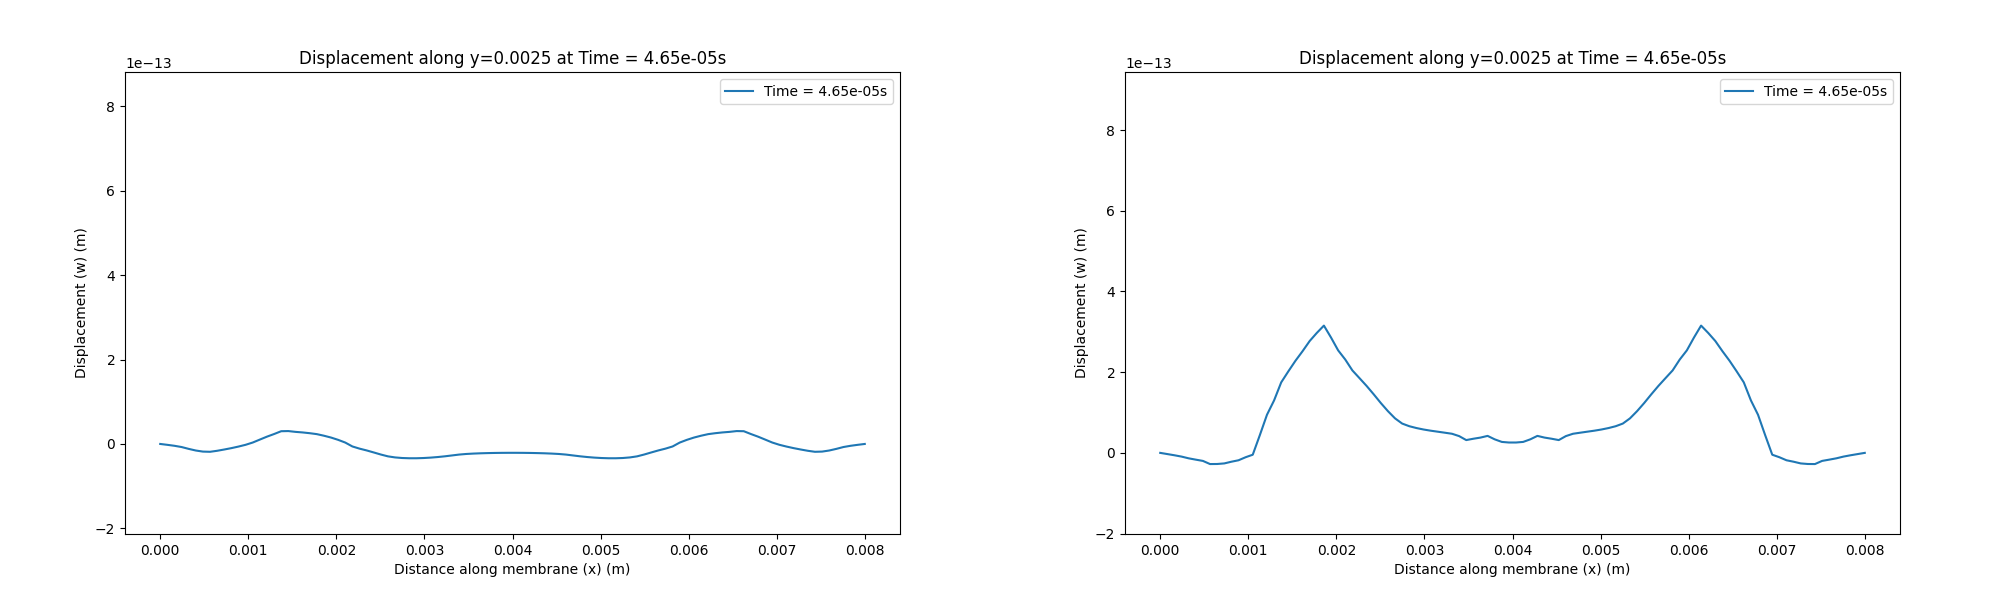 Displacement along y=0.0025 at Time = 4.65e-05s
1e−13
Time = 4.65e-05s
8
6
4
2
0
−2
Displacement (w) (m)
0.000 0.001 0.002 0.003 0.004 0.005 0.006 0.007 0.008
Distance along membrane (x) (m)
Displacement along y=0.0025 at Time = 4.65e-05s
1e−13
Time = 4.65e-05s
8
6
4
2
0
−2
Displacement (w) (m)
0.000 0.001 0.002 0.003 0.004 0.005 0.006 0.007 0.008
Distance along membrane (x) (m)